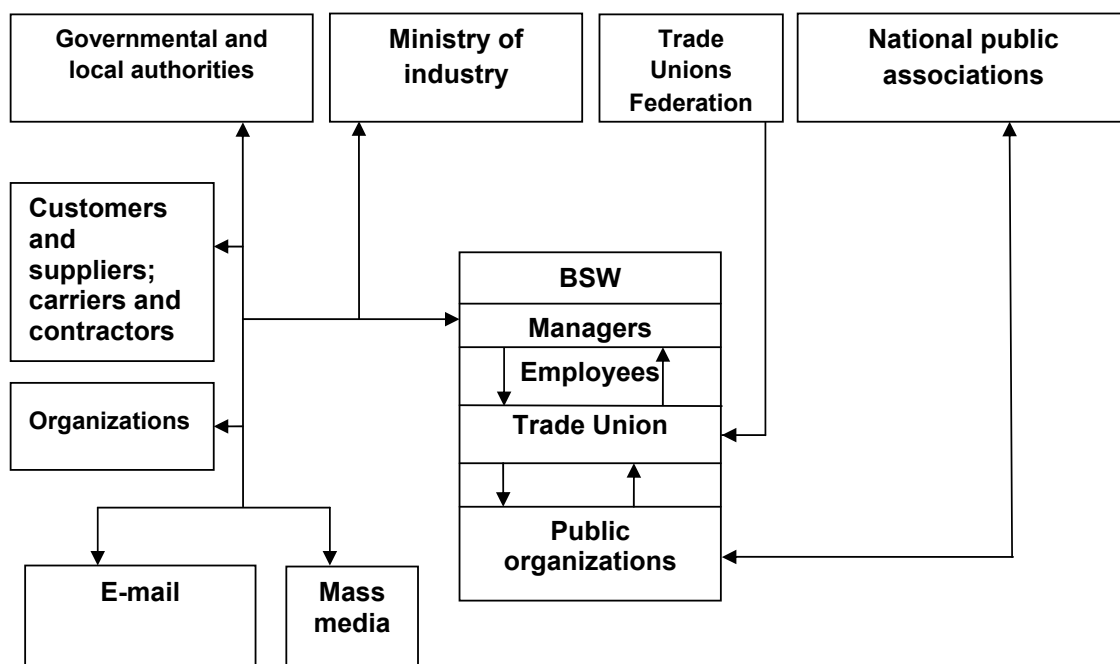 Governmental and
local authorities
Ministry of
industry
Trade
Unions
Federation
National public
associations
Customers
and
suppliers;
carriers and
contractors
BSW
Managers
Employees
Organizations
Trade Union
Public
organizations
E-mail
Mass
media